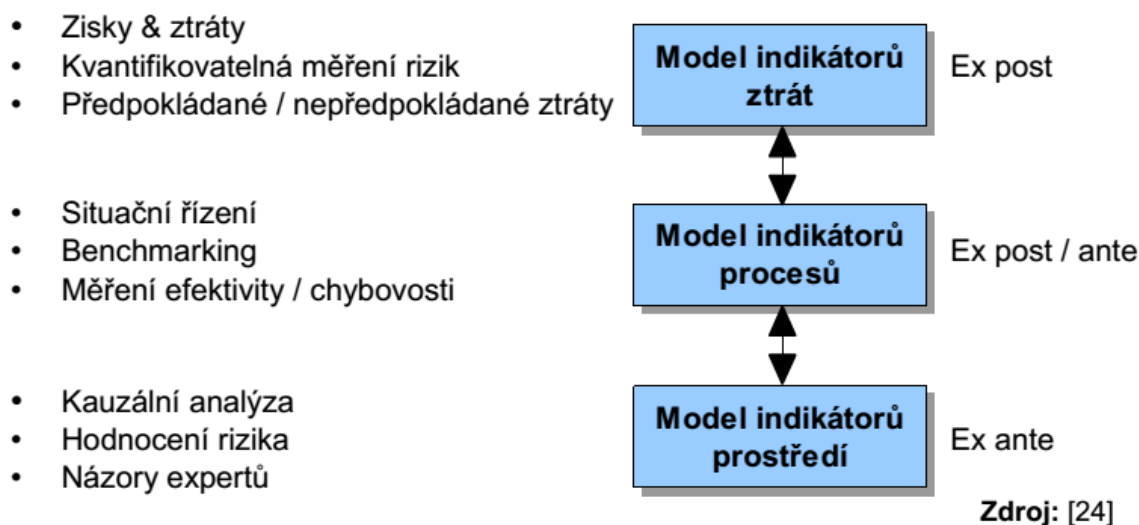 • Zisky & ztráty
• Kvantifikovatelná měření rizik
• Předpokládané / nepředpokládané ztráty
Model indikátorů
ztrát
Ex post
• Situační řízení
• Benchmarking
• Měření efektivity / chybovosti
Model indikátorů
procesů
Ex post / ante
• Kauzální analýza
• Hodnocení rizika
• Názory expertů
Model indikátorů
prostředí
Ex ante
Zdroj: [24]